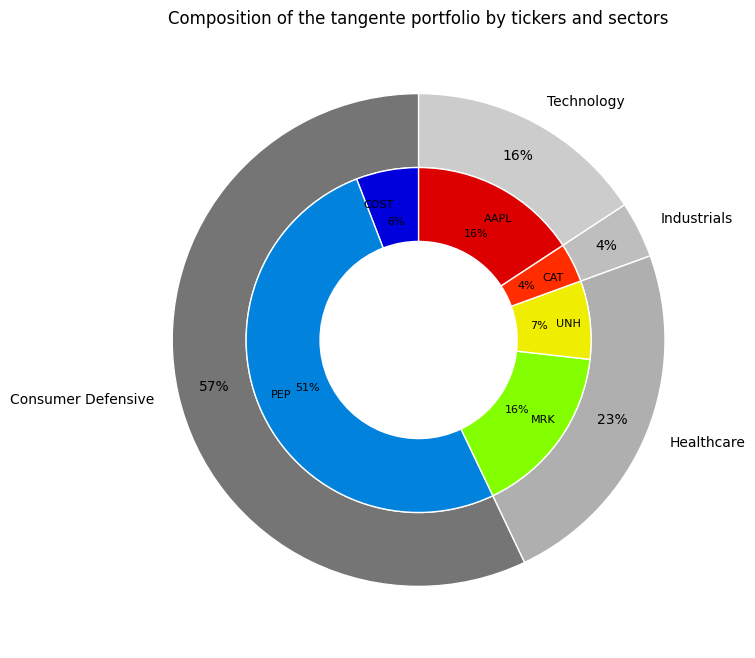 Composition of the tangente portfolio by tickers and sectors
Technology
16%
Industrials
4%
Healthcare
23%
Consumer Defensive
57%
COST
6%
AAPL
16%
CAT
4%
UNH
7%
MRK
16%
PEP
51%